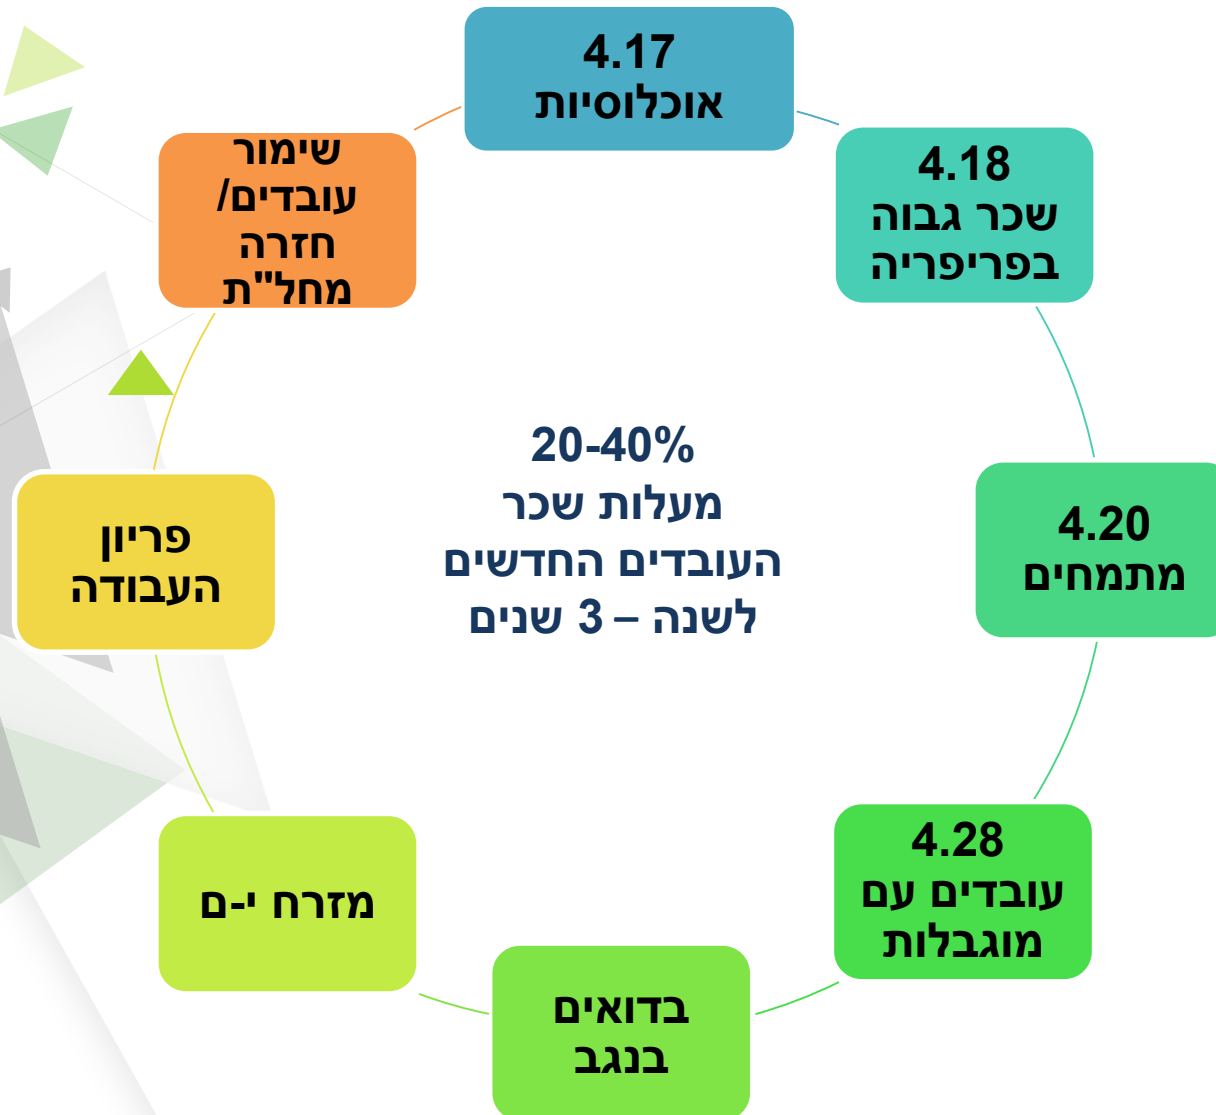 4.17
אוכלוסיות
4.18
שכר גבוה
בפריפריה
4.20
מתמחים
4.28
עובדים עם
מוגבלות
בדואים
בנגב
מזרח י-ם
פריון
העבודה
שימור
עובדים/
חזרה
מחל"ת
20-40%
מעלות שכר
העובדים החדשים
לשנה – 3 שנים